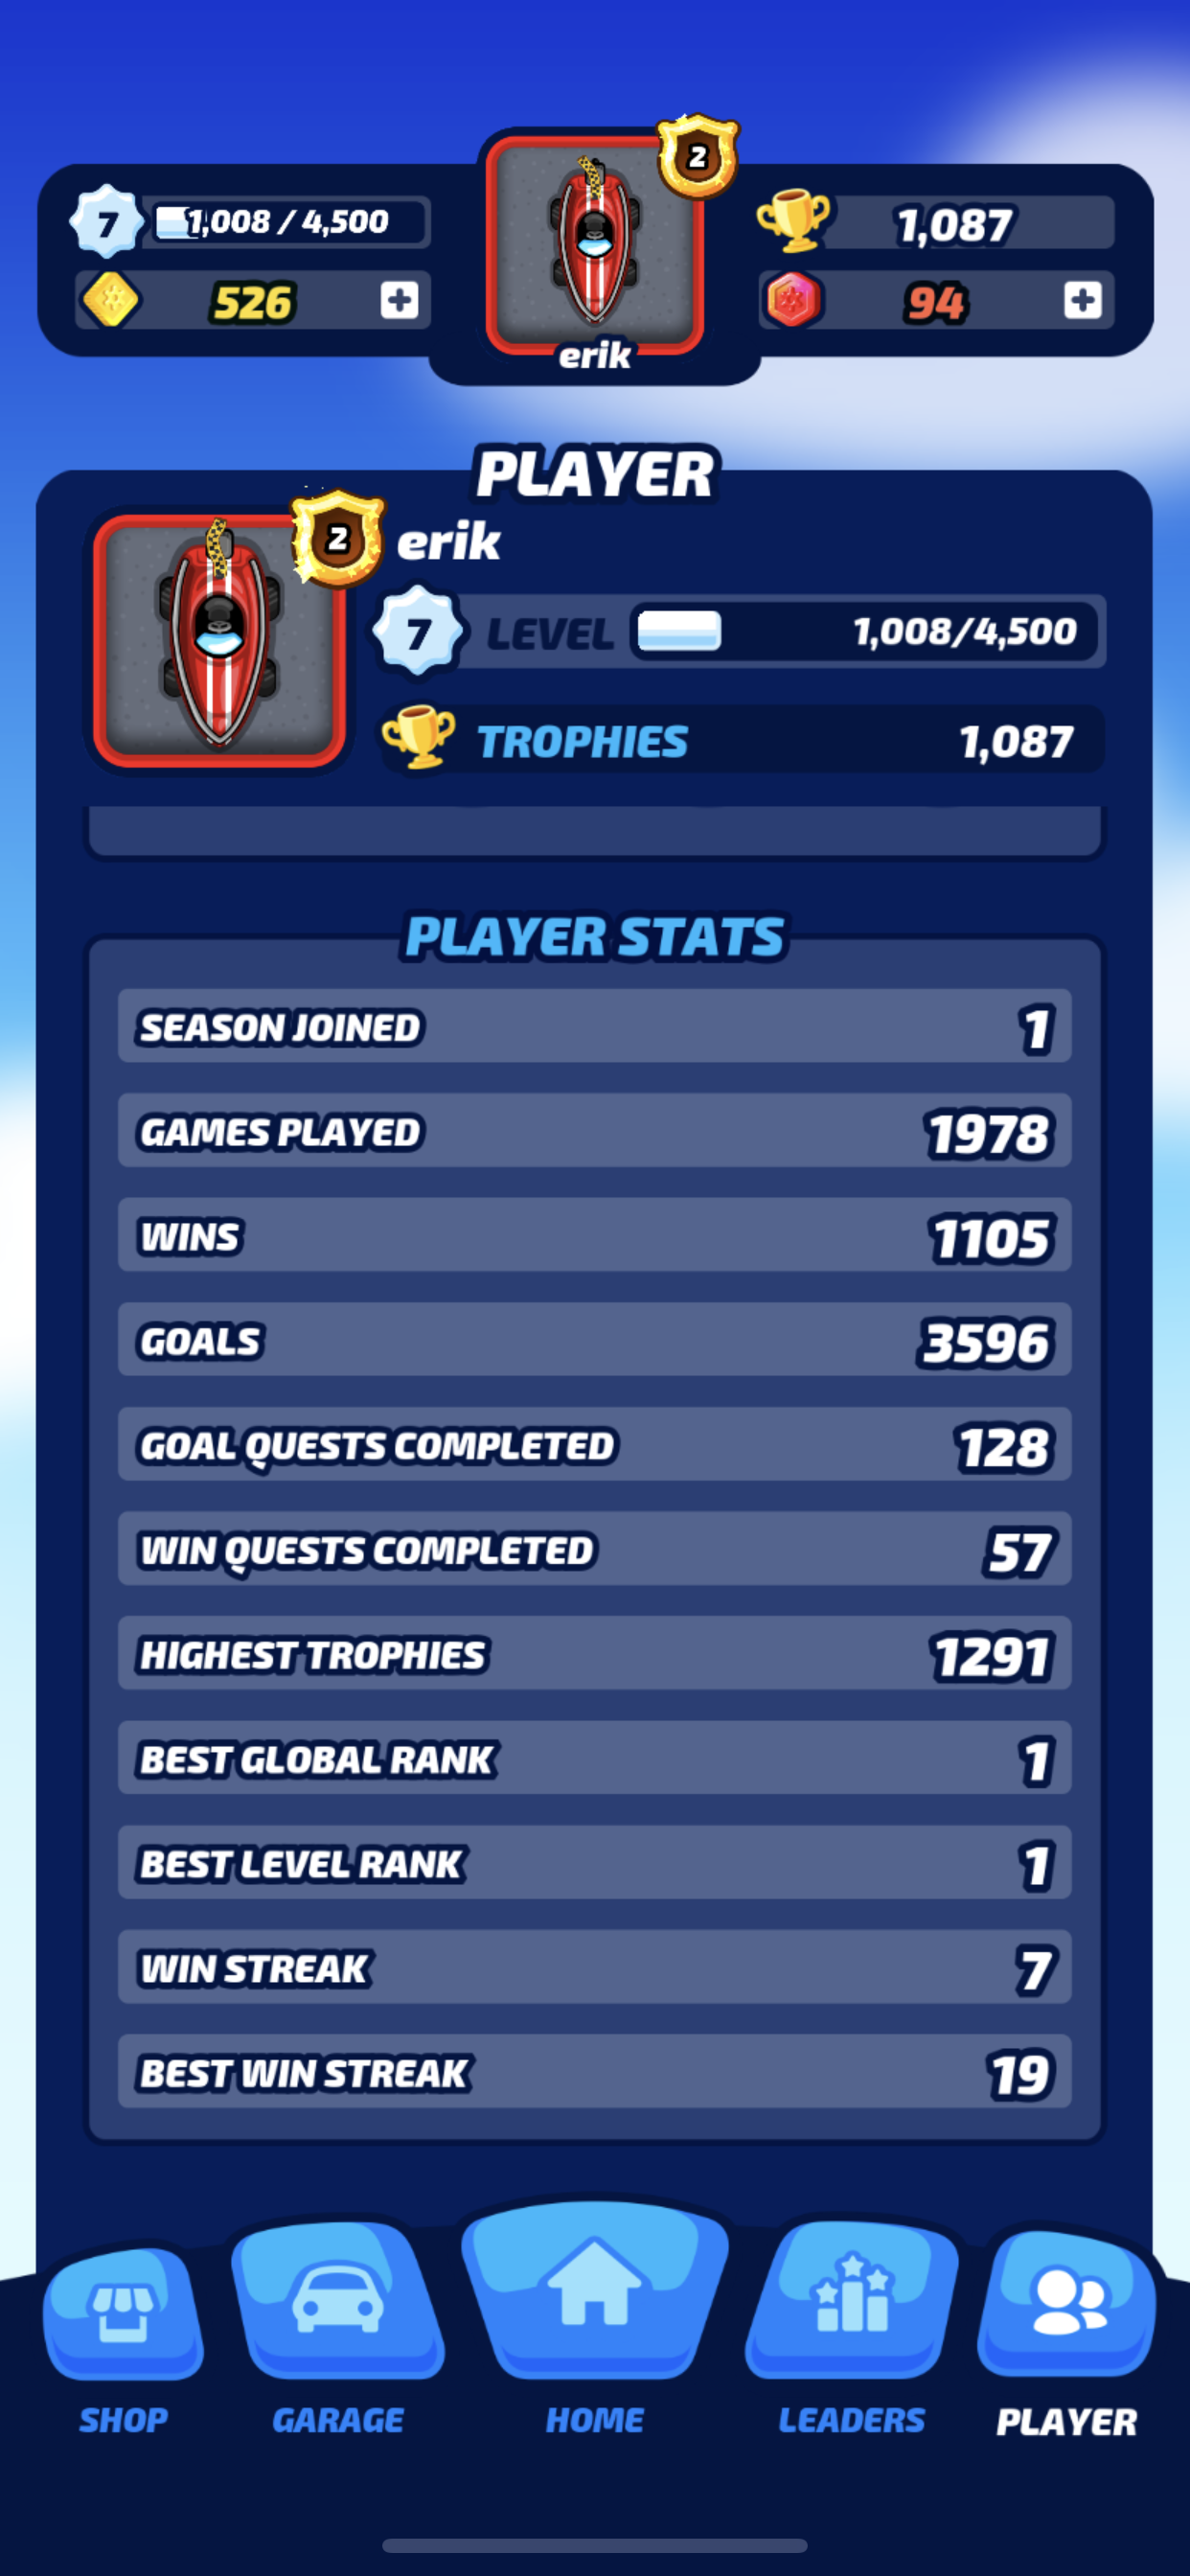 7 1,008 / 4,500 2 1,087
526 94
erik
PLAYER
2 erik
7 LEVEL 1,008/4,500
TROPHIES 1,087
PLAYER STATS
SEASON JOINED 1
GAMES PLAYED 1978
WINS 1105
GOALS 3596
GOAL QUESTS COMPLETED 128
WIN QUESTS COMPLETED 57
HIGHEST TROPHIES 1291
BEST GLOBAL RANK 1
BEST LEVEL RANK 1
WIN STREAK 7
BEST WIN STREAK 19
SHOP GARAGE HOME LEADERS PLAYER